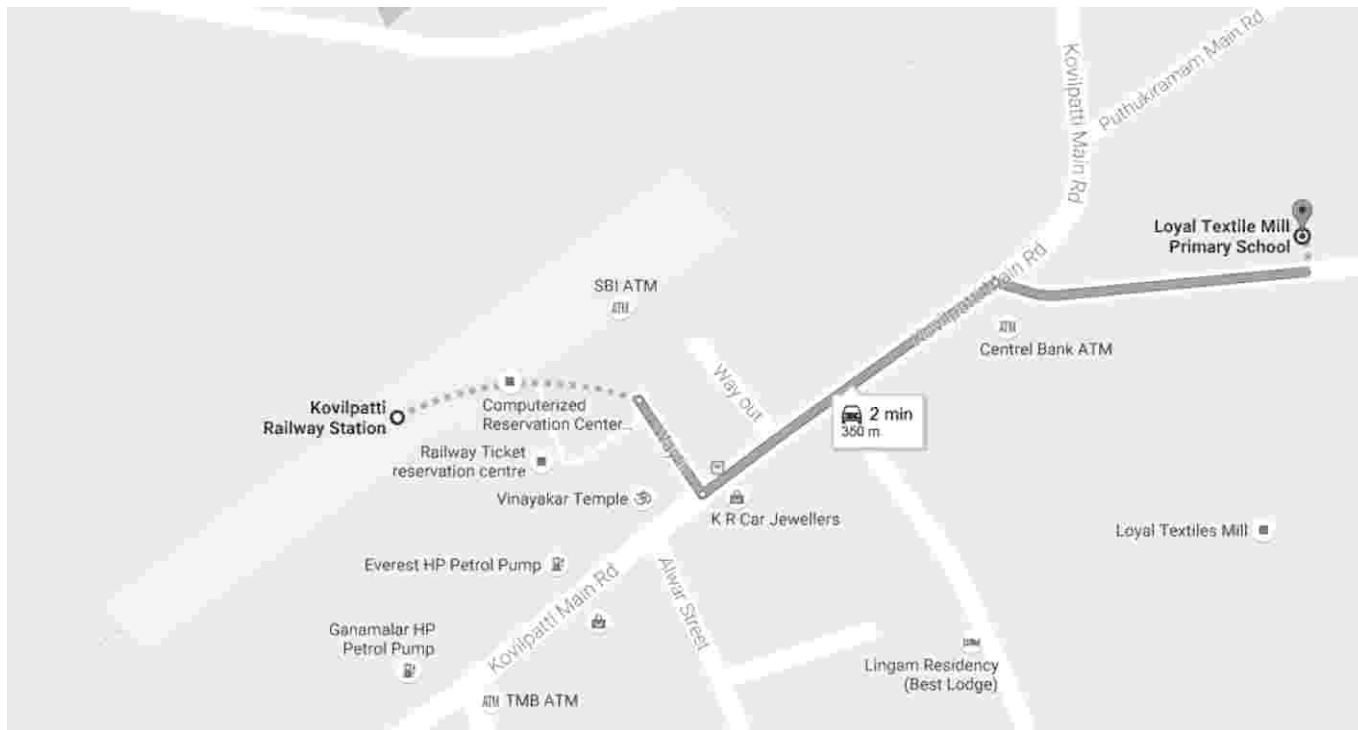 Kovilpatti Main Rd
Puthukiramam Main Rd
Loyal Textile Mill
Primary School
Kovilpatti Main Rd
SBI ATM
ATM
ATM
Centrel Bank ATM
Way out
Kovilpatti
Railway Station
Computerized
Reservation Center...
2 min
350 m
Railway Ticket
reservation centre
Vinayakar Temple
K R Car Jewellers
Loyal Textiles Mill
Everest HP Petrol Pump
Alwar Street
Kovilpatti Main Rd
Ganamalar HP
Petrol Pump
Lingam Residency
(Best Lodge)
ATM
TMB ATM